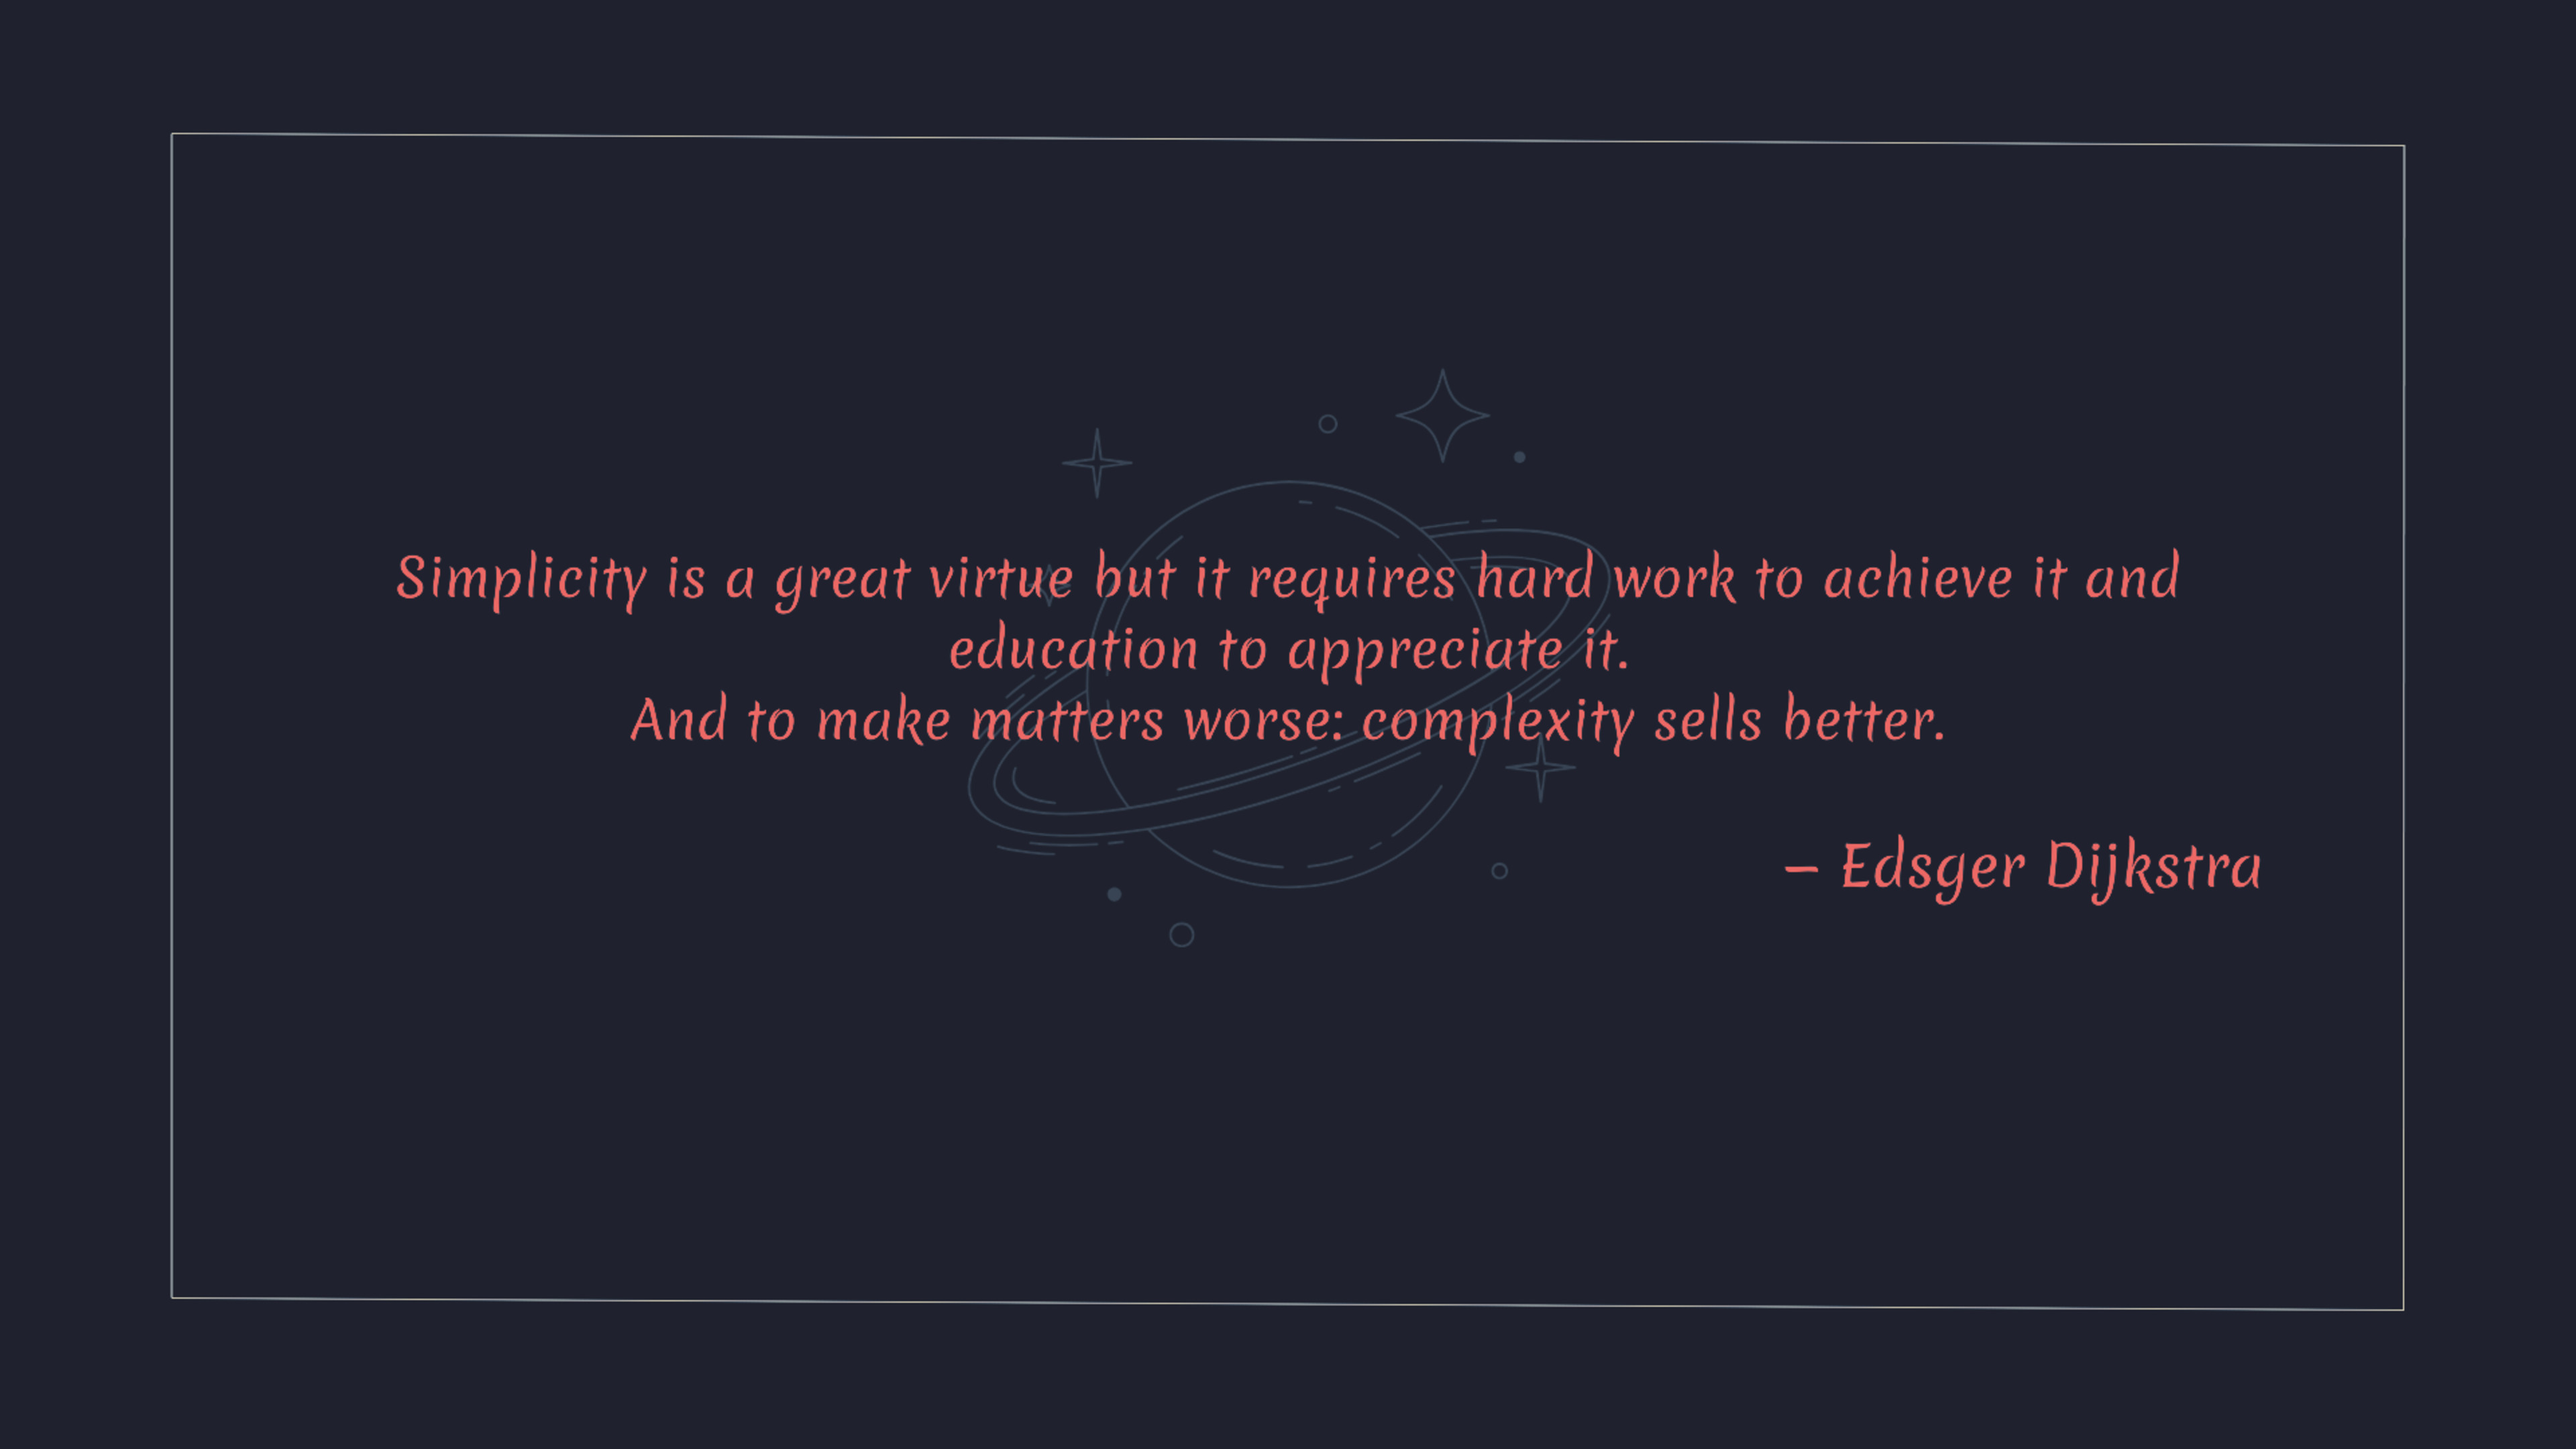 Simplicity is a great virtue but it requires hard work to achieve it and
education to appreciate it.
And to make matters worse: complexity sells better.
– Edsger Dijkstra